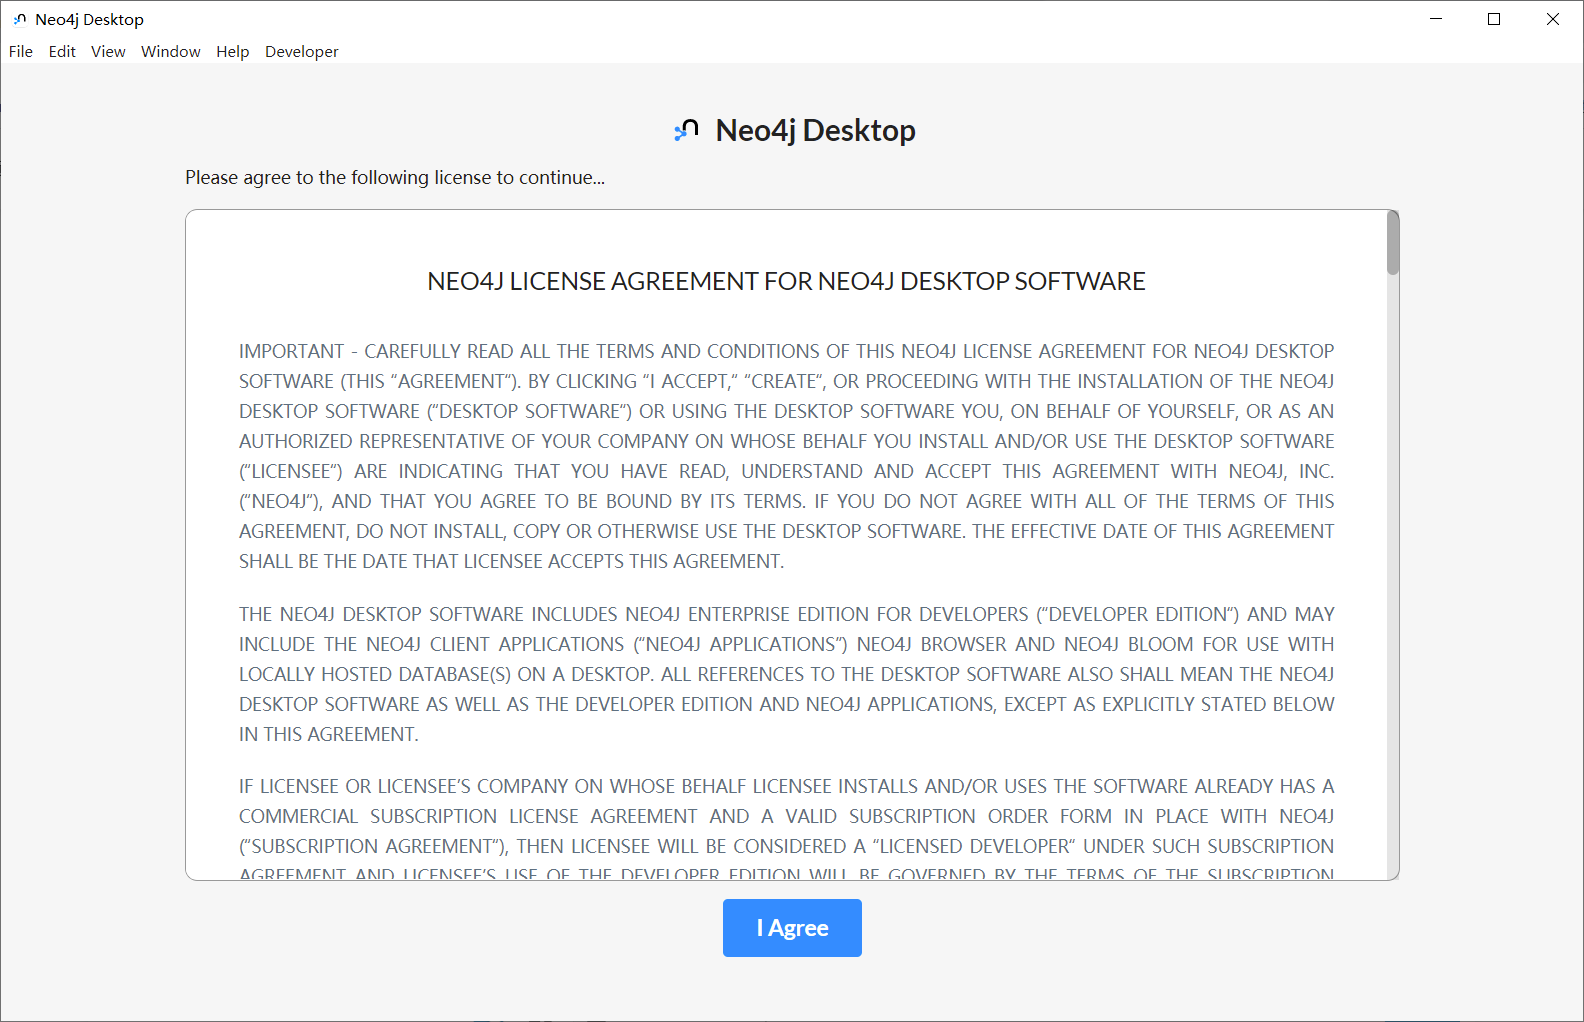 Neo4j Desktop
File Edit View Window Help Developer
Neo4j Desktop
Please agree to the following license to continue...
NEO4J LICENSE AGREEMENT FOR NEO4J DESKTOP SOFTWARE
IMPORTANT - CAREFULLY READ ALL THE TERMS AND CONDITIONS OF THIS NEO4J LICENSE AGREEMENT FOR NEO4J DESKTOP
SOFTWARE (THIS “AGREEMENT“). BY CLICKING “I ACCEPT,“ “CREATE“, OR PROCEEDING WITH THE INSTALLATION OF THE NEO4J
DESKTOP SOFTWARE (“DESKTOP SOFTWARE“) OR USING THE DESKTOP SOFTWARE YOU, ON BEHALF OF YOURSELF, OR AS AN
AUTHORIZED REPRESENTATIVE OF YOUR COMPANY ON WHOSE BEHALF YOU INSTALL AND/OR USE THE DESKTOP SOFTWARE
(“LICENSEE“) ARE INDICATING THAT YOU HAVE READ, UNDERSTAND AND ACCEPT THIS AGREEMENT WITH NEO4J, INC.
(“NEO4J“), AND THAT YOU AGREE TO BE BOUND BY ITS TERMS. IF YOU DO NOT AGREE WITH ALL OF THE TERMS OF THIS
AGREEMENT, DO NOT INSTALL, COPY OR OTHERWISE USE THE DESKTOP SOFTWARE. THE EFFECTIVE DATE OF THIS AGREEMENT
SHALL BE THE DATE THAT LICENSEE ACCEPTS THIS AGREEMENT.
THE NEO4J DESKTOP SOFTWARE INCLUDES NEO4J ENTERPRISE EDITION FOR DEVELOPERS (“DEVELOPER EDITION“) AND MAY
INCLUDE THE NEO4J CLIENT APPLICATIONS (“NEO4J APPLICATIONS”) NEO4J BROWSER AND NEO4J BLOOM FOR USE WITH
LOCALLY HOSTED DATABASE(S) ON A DESKTOP. ALL REFERENCES TO THE DESKTOP SOFTWARE ALSO SHALL MEAN THE NEO4J
DESKTOP SOFTWARE AS WELL AS THE DEVELOPER EDITION AND NEO4J APPLICATIONS, EXCEPT AS EXPLICITLY STATED BELOW
IN THIS AGREEMENT.
IF LICENSEE OR LICENSEE’S COMPANY ON WHOSE BEHALF LICENSEE INSTALLS AND/OR USES THE SOFTWARE ALREADY HAS A
COMMERCIAL SUBSCRIPTION LICENSE AGREEMENT AND A VALID SUBSCRIPTION ORDER FORM IN PLACE WITH NEO4J
(“SUBSCRIPTION AGREEMENT“), THEN LICENSEE WILL BE CONSIDERED A “LICENSED DEVELOPER“ UNDER SUCH SUBSCRIPTION
AGREEMENT AND LICENSEE’S USE OF THE DEVELOPER EDITION WILL BE GOVERNED BY THE TERMS OF THE SUBSCRIPTION
I Agree